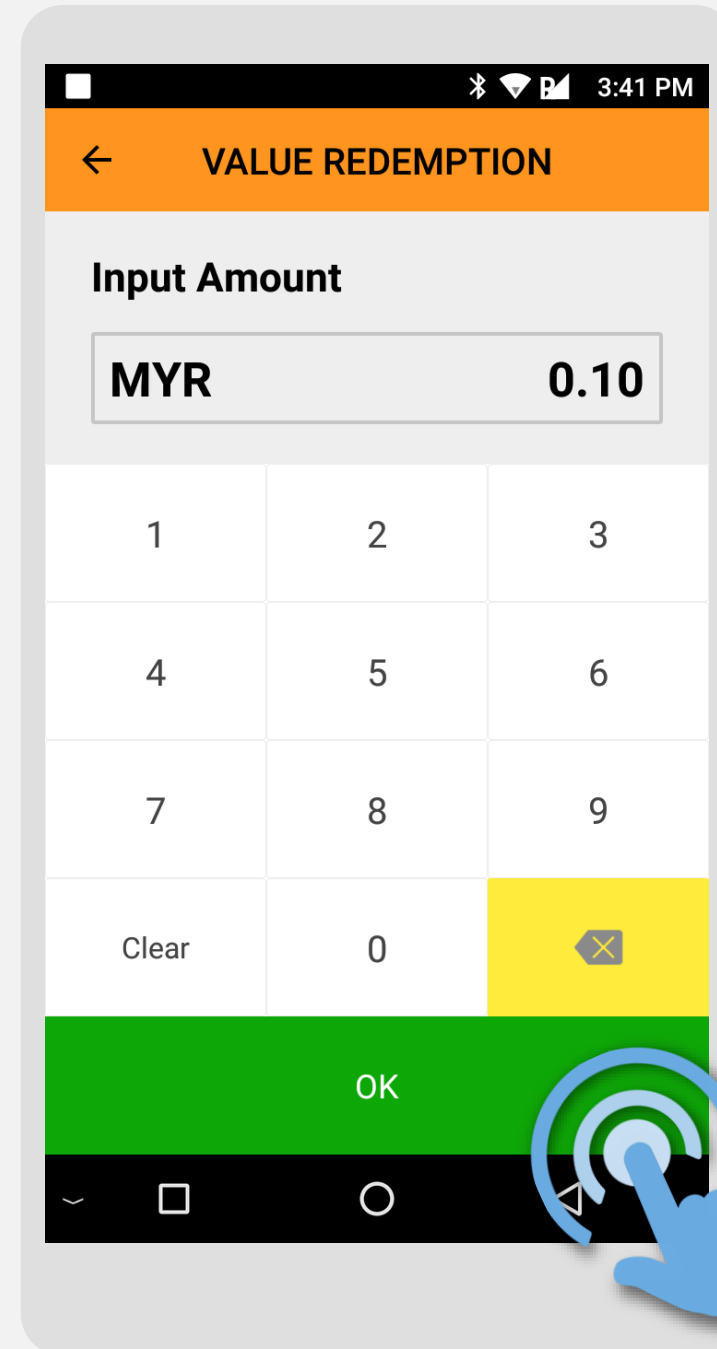 3:41 PM
VALUE REDEMPTION
Input Amount
MYR 0.10
1 2 3
4 5 6
7 8 9
Clear 0
OK